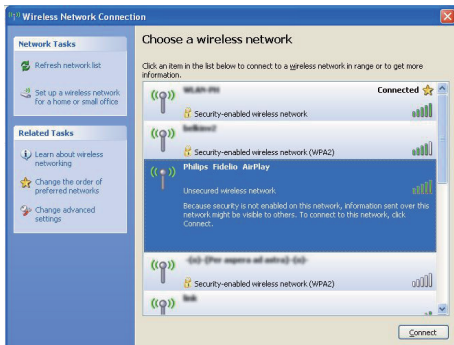 Wireless Network Connection
Network Tasks
Refresh network list
Set up a wireless network
for a home or small office
Related Tasks
Learn about wireless
networking
Change the order of
preferred networks
Change advanced
settings
Choose a wireless network
Click an item in the list below to connect to a wireless network in range or to get more
information.
Connected
Security-enabled wireless network
Security-enabled wireless network (WPA2)
Philips Fidelio AirPlay
Unsecured wireless network
Because security is not enabled on this network, information sent over this
network might be visible to others. To connect to this network, click
Connect.
Security-enabled wireless network (WPA2)
Connect